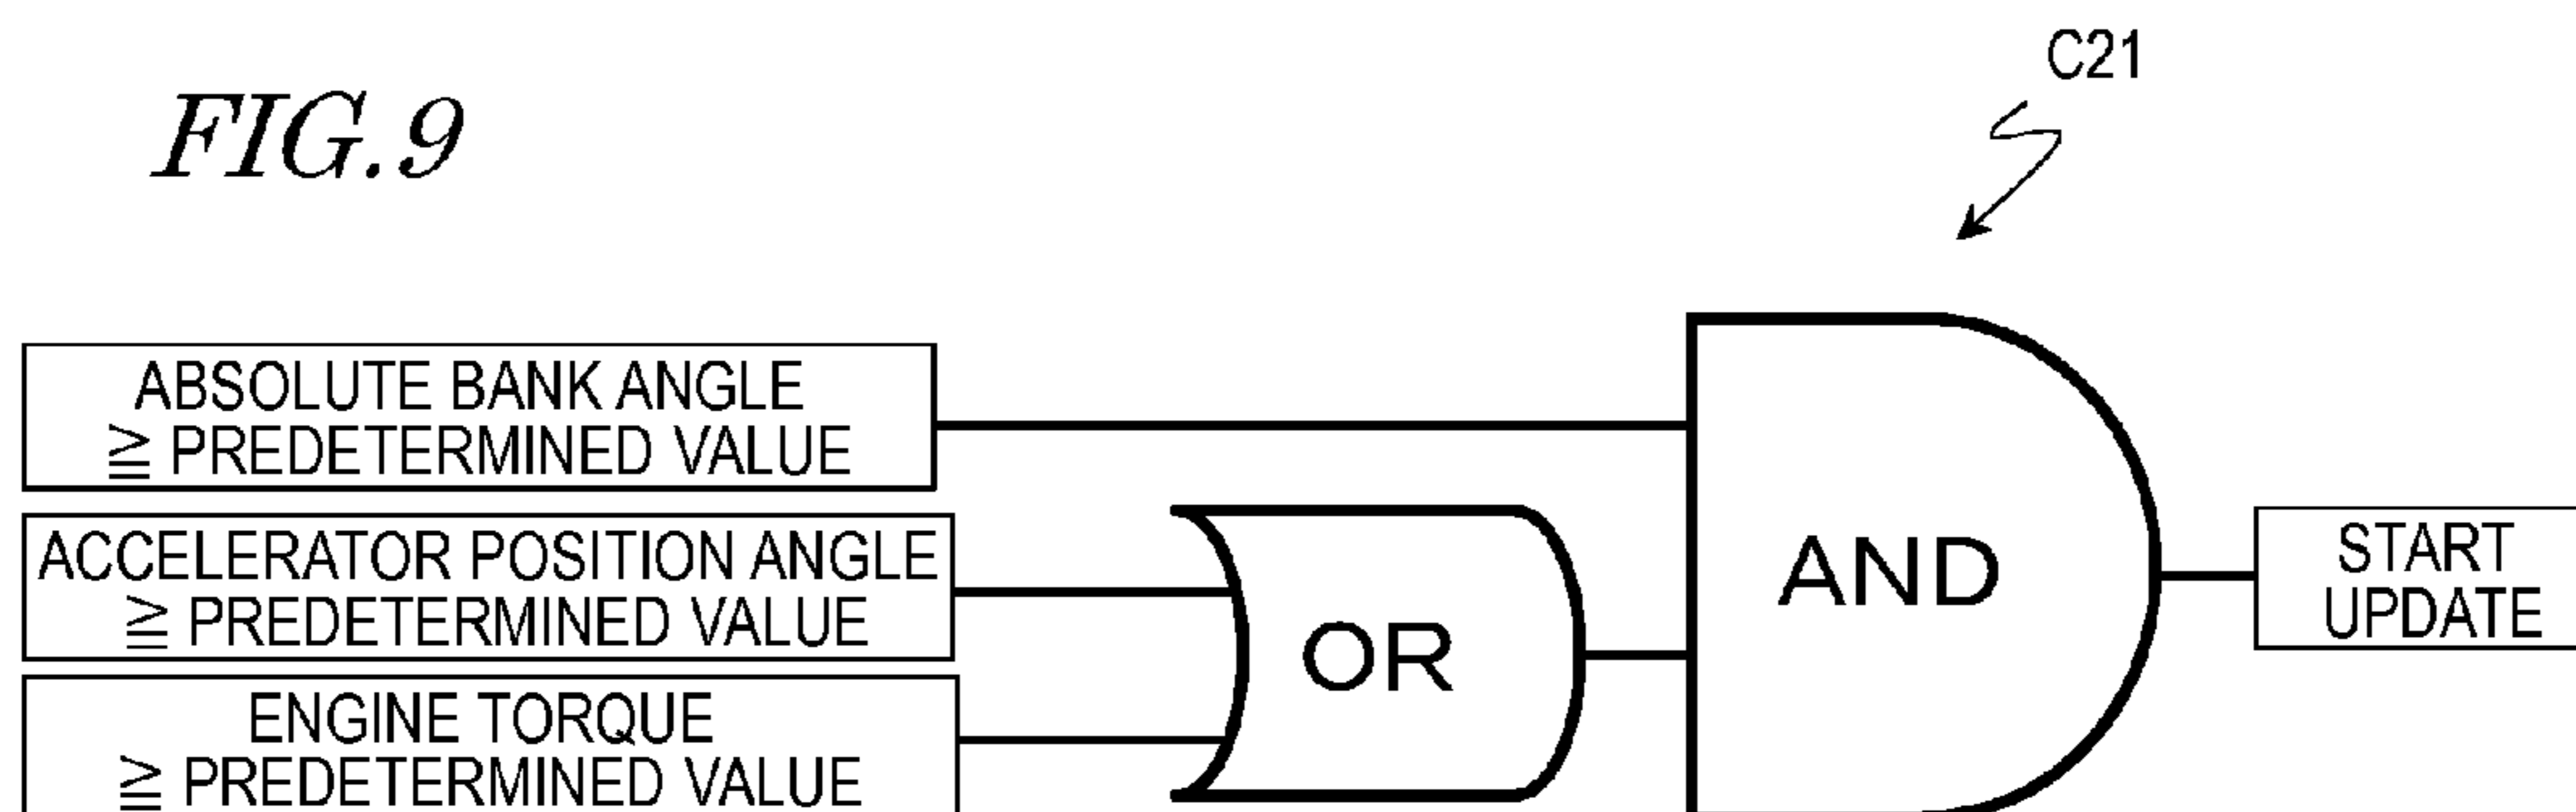 FIG.9
C21
ABSOLUTE BANK ANGLE
≧ PREDETERMINED VALUE
ACCELERATOR POSITION ANGLE
≧ PREDETERMINED VALUE
ENGINE TORQUE
≧ PREDETERMINED VALUE
OR
AND
START
UPDATE